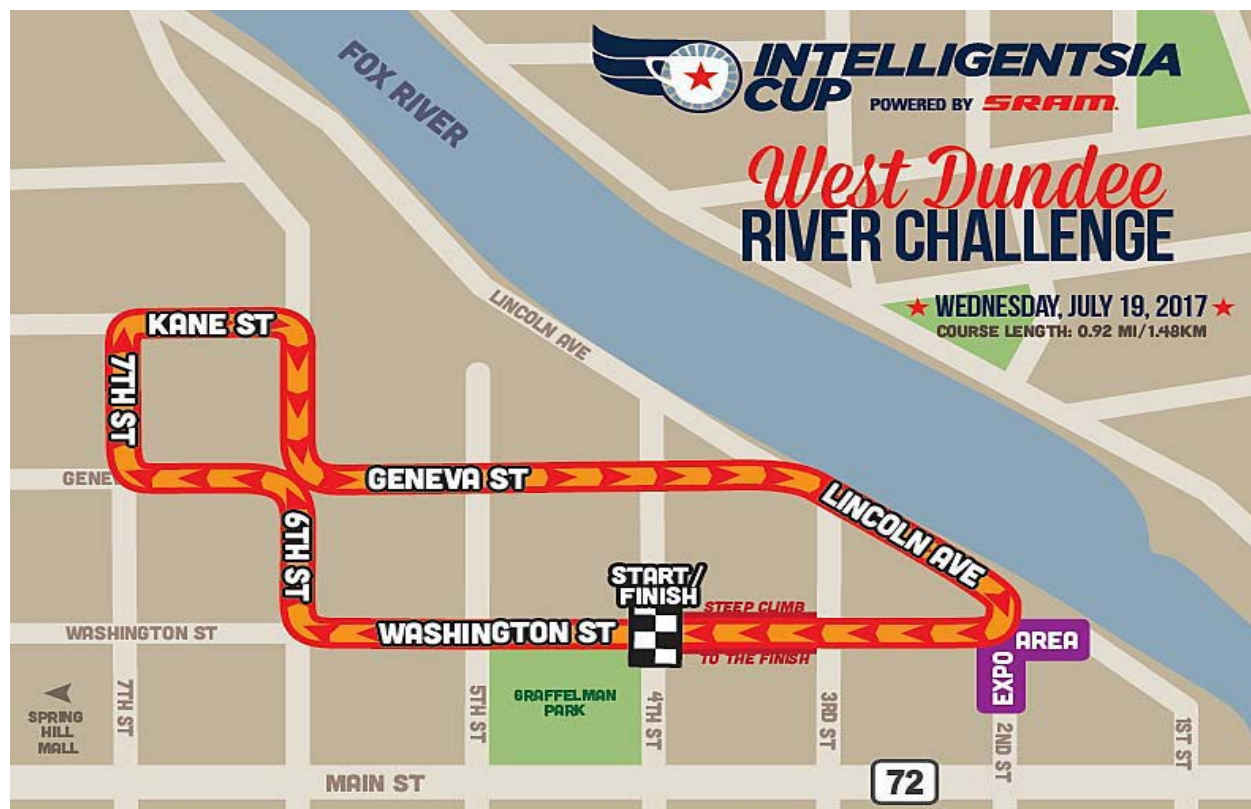 FOX RIVER
INTELLIGENTSIA
CUP
POWERED BY SRAM
West Dundee
RIVER CHALLENGE
WEDNESDAY, JULY 19, 2017
COURSE LENGTH: 0.92 MI/1.48KM
LINCOLN AVE
KANE ST
7TH ST
GENE
GENEVA ST
LINCOLN AVE
6TH ST
START/
FINISH
STEEP CLIMB
WASHINGTON ST
WASHINGTON ST
TO THE FINISH
EXPO
AREA
SPRING
HILL
MALL
7TH ST
5TH ST
GRAFFELMAN
PARK
4TH ST
3RD ST
2ND ST
1ST ST
MAIN ST
72